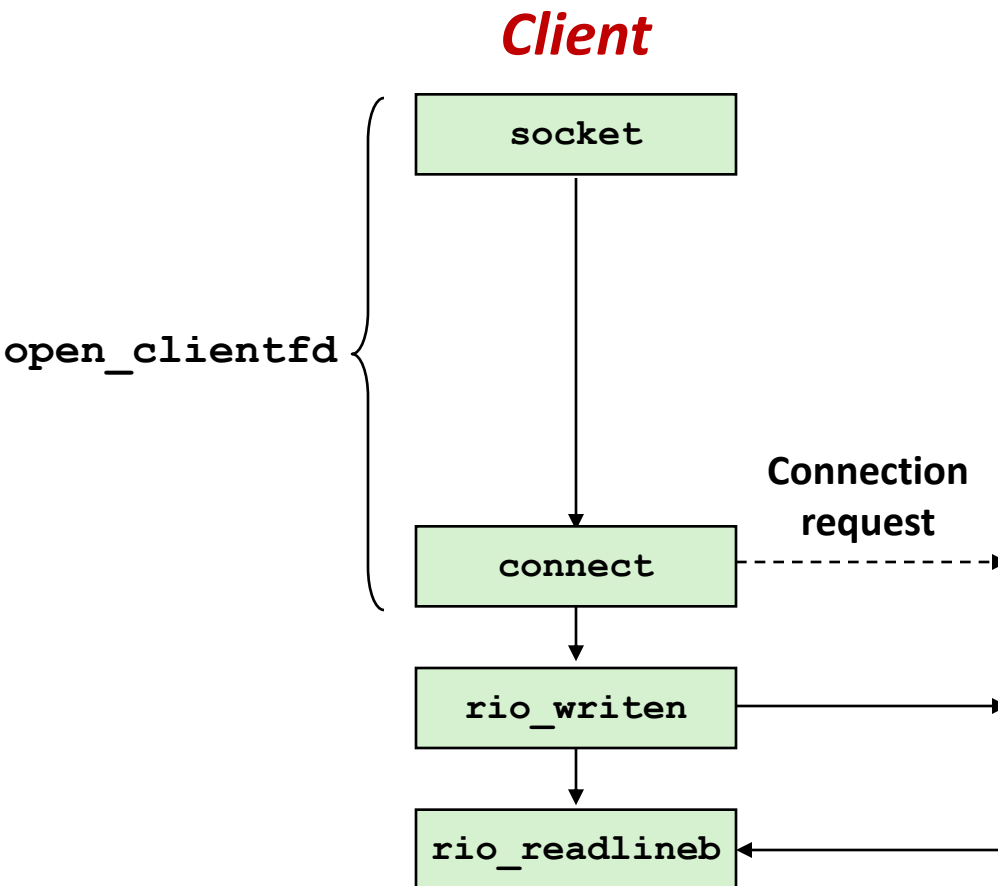 Client
socket
open_clientfd
Connection
request
connect
rio_writen
rio_readlineb